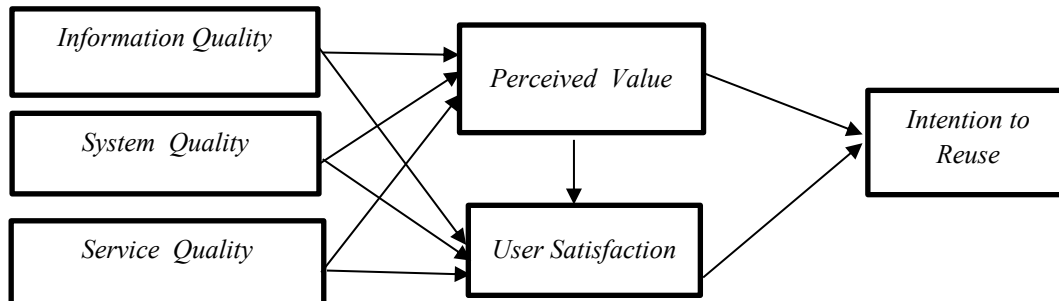 Information Quality
Perceived Value
System Quality
Intention to
Reuse
Service Quality
User Satisfaction